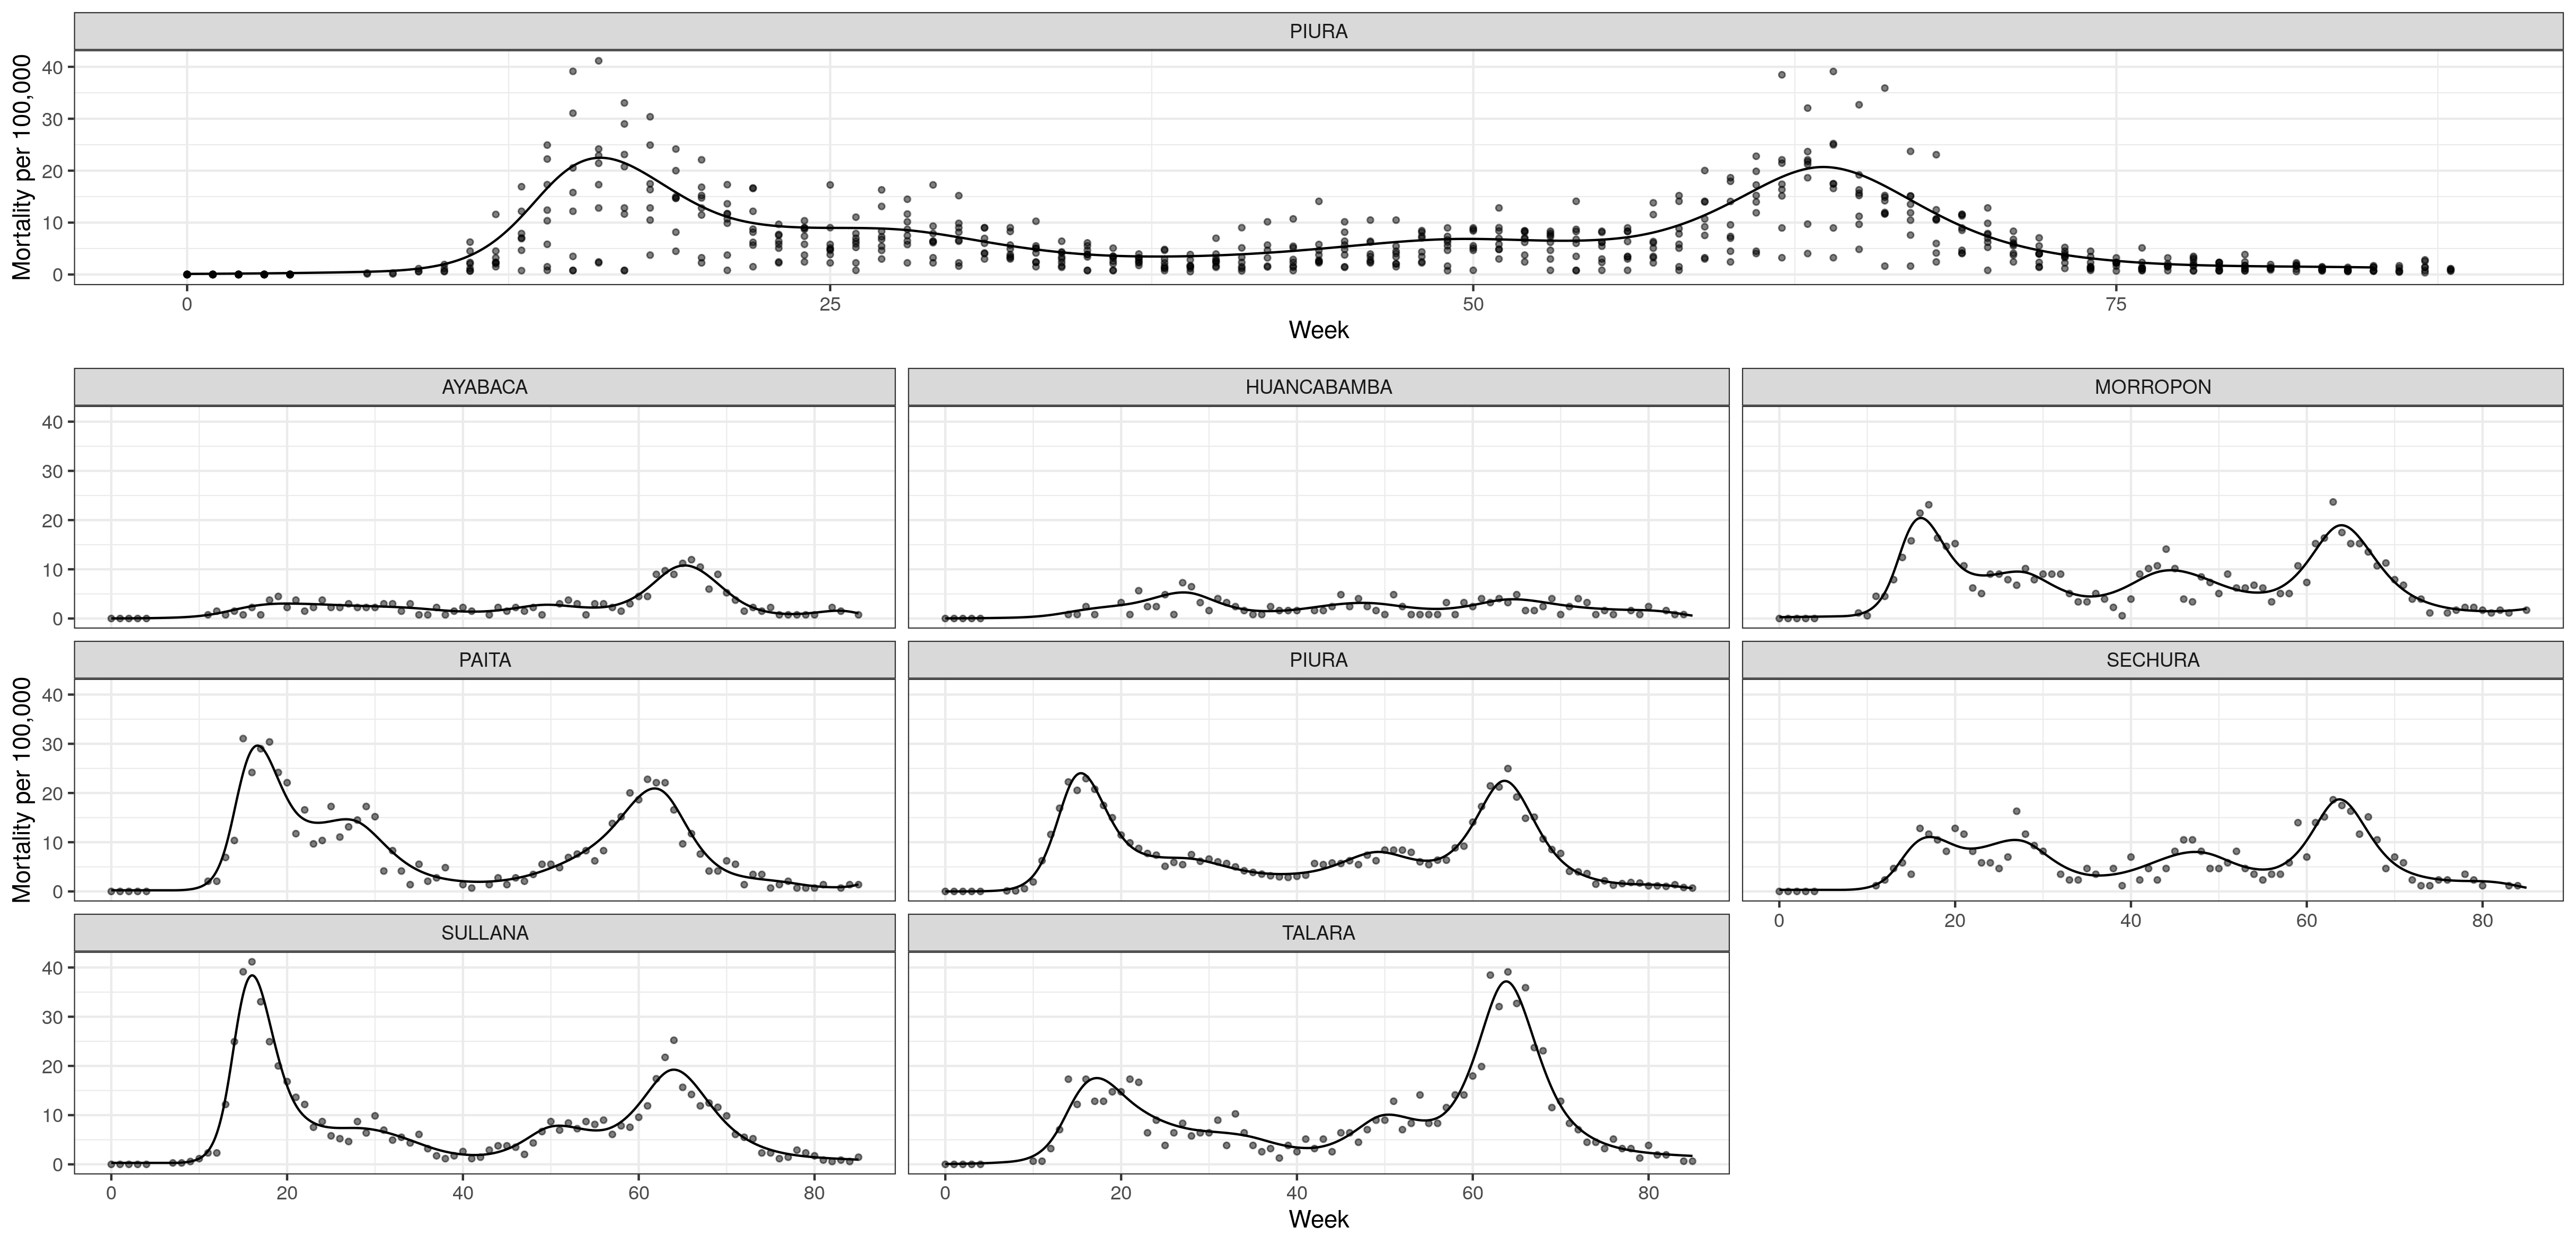 PIURA
Mortality per 100,000
40
30
20
10
0
0 25 50 75
Week
AYABACA HUANCABAMBA MORROPON
40
30
20
10
0
PAITA PIURA SECHURA
Mortality per 100,000
40
30
20
10
0
0 20 40 60 80
SULLANA TALARA
40
30
20
10
0
0 20 40 60 80 0 20 40 60 80
Week